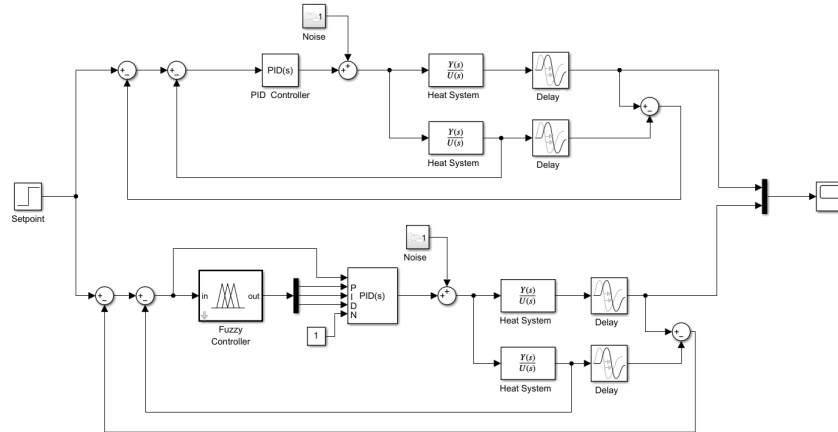 1
Noise
PID(s)
PID Controller
Y(s)
U(s)
Heat System
Delay
Y(s)
U(s)
Heat System
Delay
Setpoint
1
Noise
in
out
Fuzzy
Controller
P
I
D
N
PID(s)
1
Y(s)
U(s)
Heat System
Delay
Y(s)
U(s)
Heat System
Delay